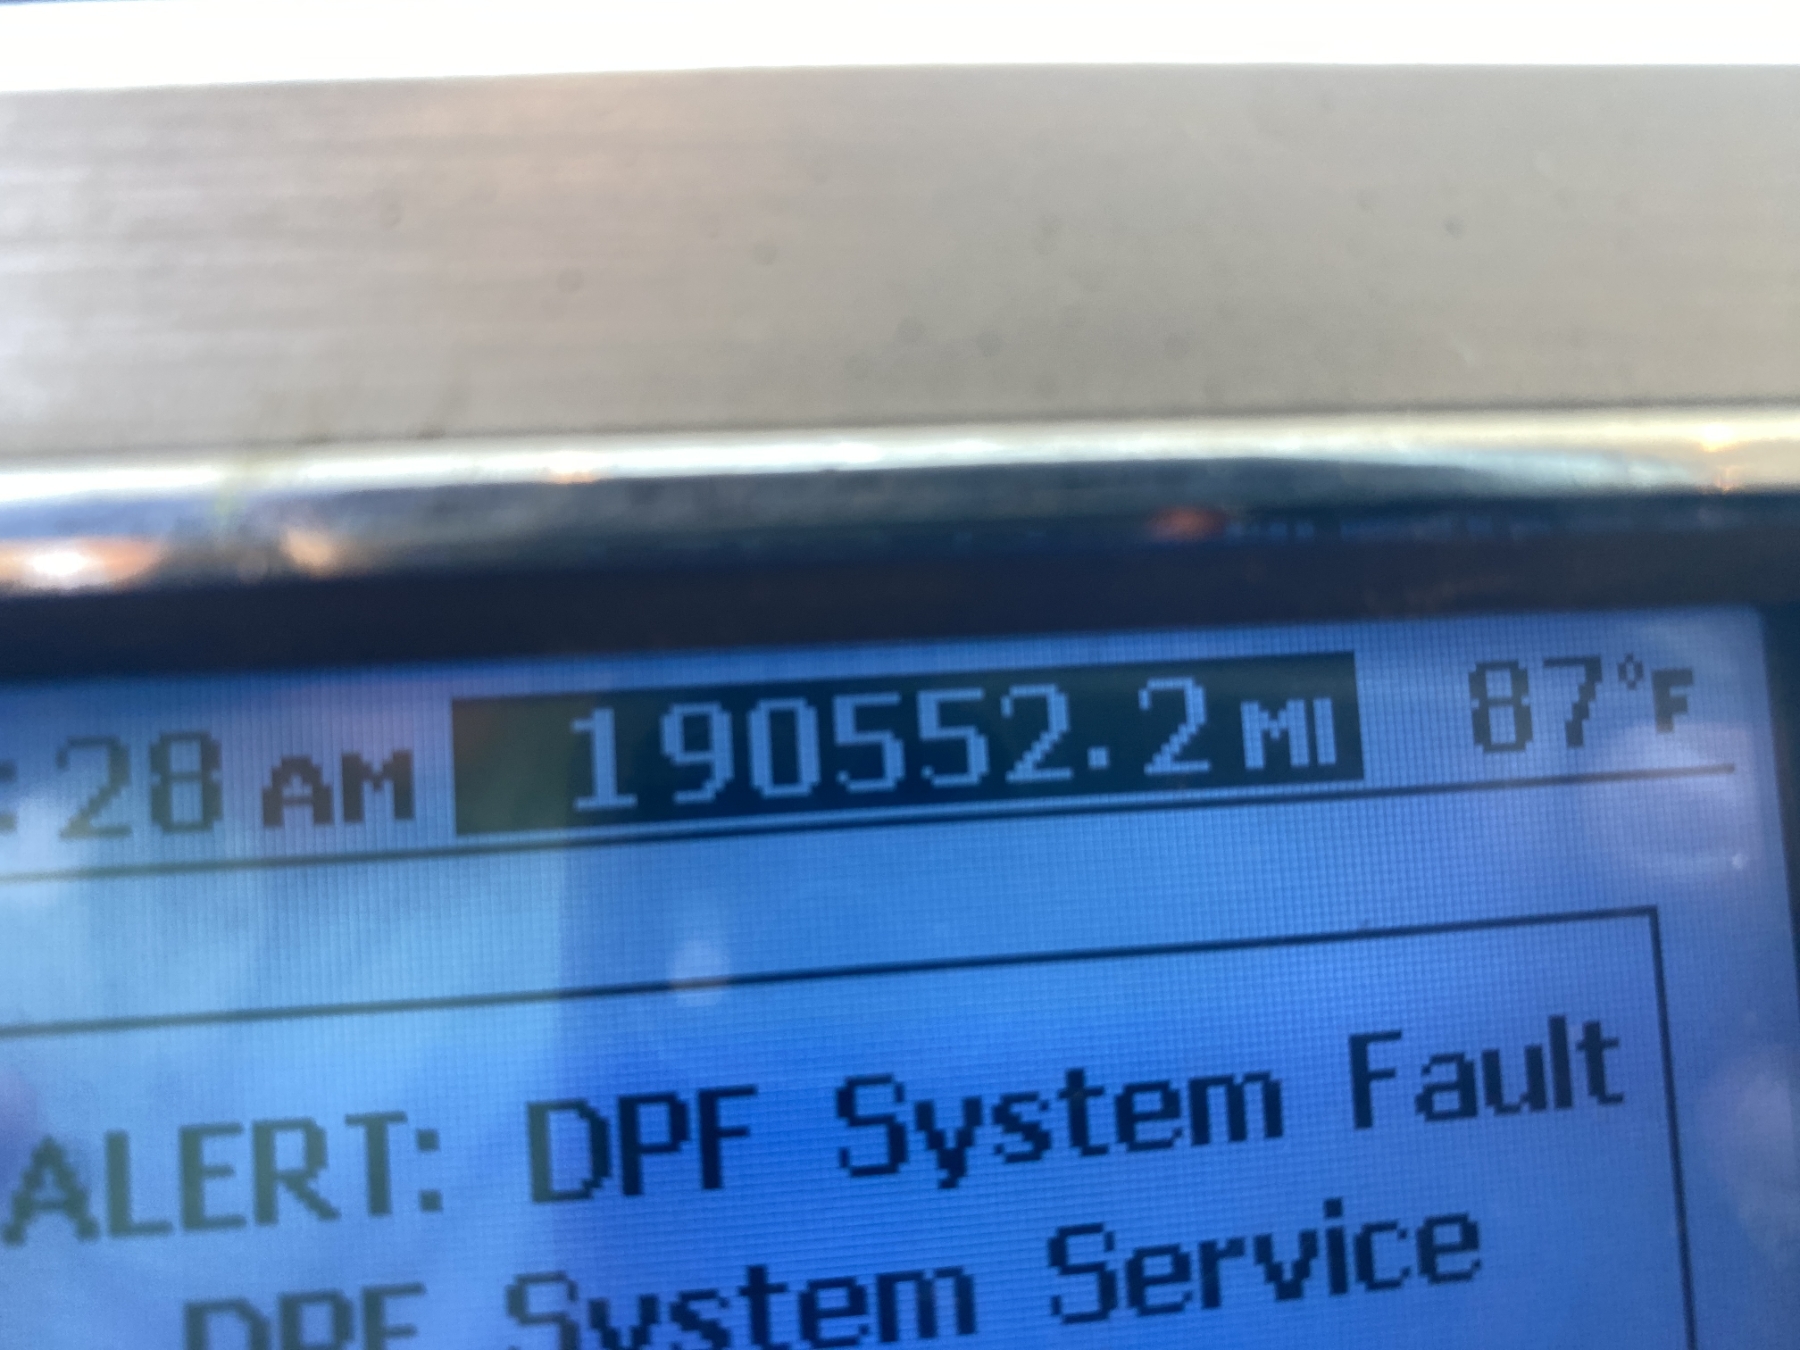 :28 AM 190552.2 MI 87°F
ALERT: DPF System Fault
DPF System Service